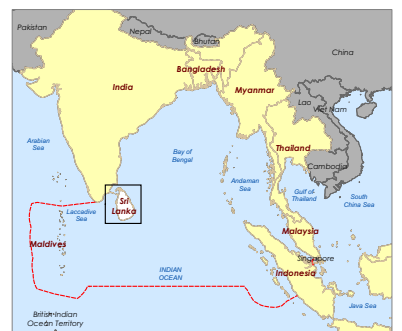 Pakistan
Nepal
Bhutan
China
India
Bangladesh
Myanmar
Lao
Viet Nam
Arabian
Sea
Bay of
Bengal
Thailand
Cambodia
Andaman
Sea
Gulf of
Thailand
South
China Sea
Sri
Lanka
Laccadive
Sea
Maldives
Malaysia
Singapore
INDIAN
OCEAN
Indonesia
Java Sea
British Indian
Ocean Territory